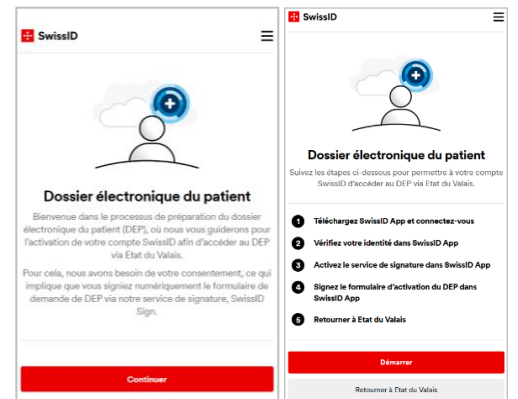 SwissID
Dossier électronique du patient
Bienvenue dans le processus de préparation du dossier
électronique du patient (DEP), où nous vous guiderons pour
l'activation de votre compte SwissID afin d'accéder au DEP
via Etat du Valais.
Pour cela, nous avons besoin de votre consentement, ce qui
implique que vous signiez numériquement le formulaire de
demande de DEP via notre service de signature, SwissID
Sign.
Continuer
SwissID
Dossier électronique du patient
Suivez les étapes ci-dessous pour permettre à votre compte
SwissID d'accéder au DEP via Etat du Valais.
1 Téléchargez SwissID App et connectez-vous
2 Vérifiez votre identité dans SwissID App
3 Activez le service de signature dans SwissID App
4 Signez le formulaire d'activation du DEP dans
SwissID App
5 Retourner à Etat du Valais
Démarrer
Retourner à Etat du Valais